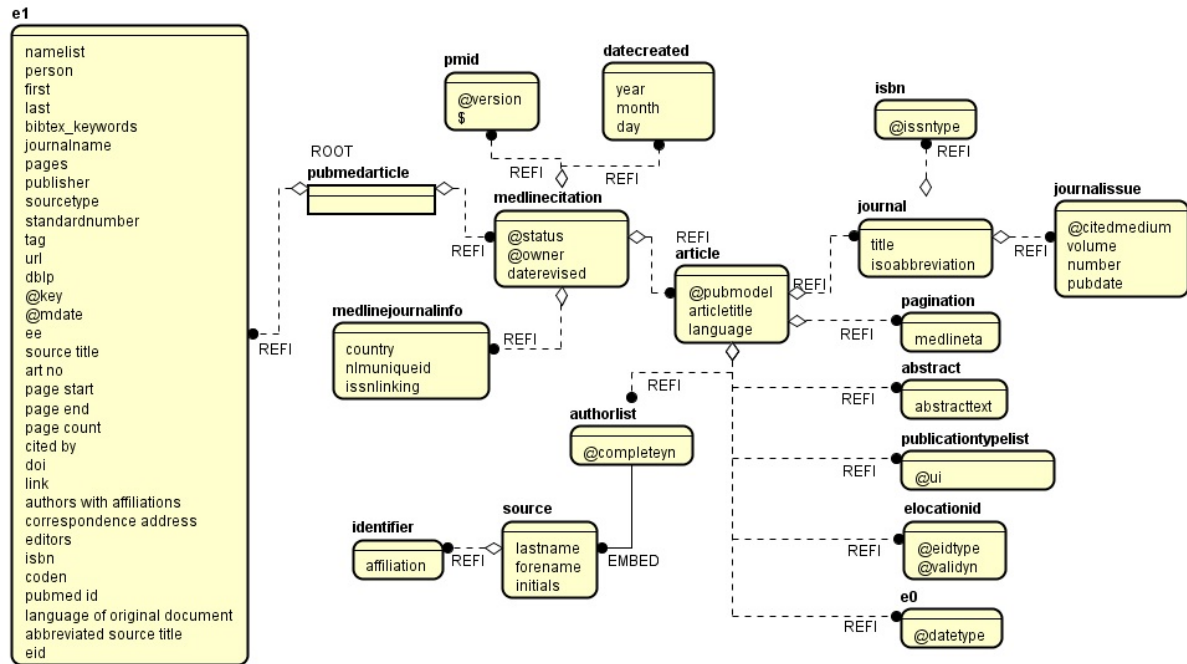 e1
namelist
person
first
last
bibtex_keywords
journalname
pages
publisher
sourcetype
standardnumber
tag
url
dblp
@key
@mdate
ee
source title
art no
page start
page end
page count
cited by
doi
link
authors with affiliations
correspondence address
editors
isbn
coden
pubmed id
language of original document
abbreviated source title
eid
REFI
ROOT
pubmedarticle
REFI
pmid
@version
$
REFI
datecreated
year
month
day
REFI
medlinecitation
@status
@owner
daterevised
medlinejournalinfo
country
nlmuniqueid
issnlinking
REFI
REFI
article
@pubmodel
articletitle
language
REFI
isbn
@issntype
REFI
journal
title
isoabbreviation
REFI
journalissue
@citedmedium
volume
number
pubdate
pagination
medlineta
REFI
abstract
abstracttext
REFI
publicationtypelist
@ui
REFI
elocationid
@eidtype
@validyn
REFI
e0
@datetype
REFI
REFI
authorlist
@completeyn
EMBED
source
lastname
forename
initials
REFI
identifier
affiliation